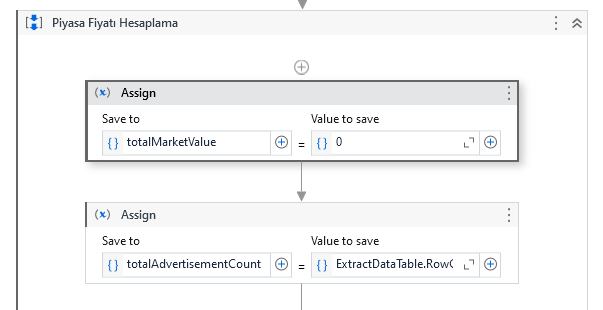 Piyasa Fiyatı Hesaplama
(x) Assign
Save to Value to save
{ } totalMarketValue = { } 0
(x) Assign
Save to Value to save
{ } totalAdvertisementCount = { } ExtractDataTable.Row